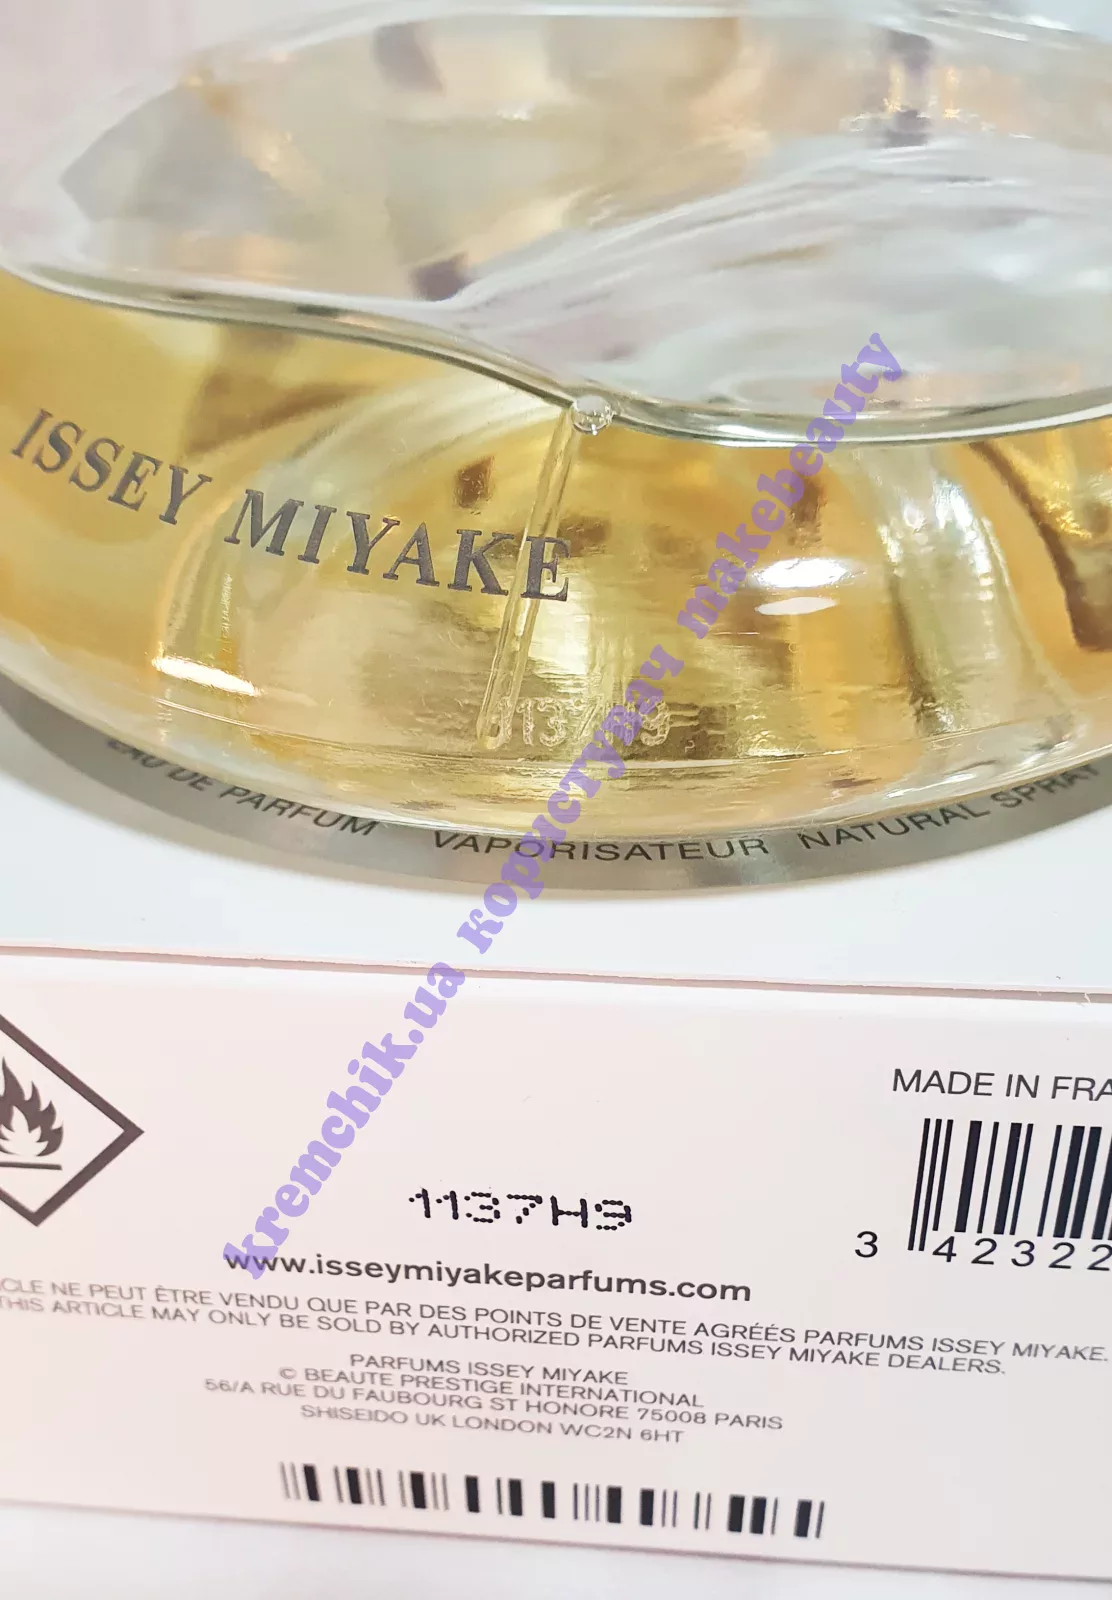 ISSEY MIYAKE
EAU DE PARFUM VAPORISATEUR NATURAL SPRAY
kremchik.ua користувач makebeauty
MADE IN FRA
1137H9
3 42322
www.isseymiyakeparfums.com
CLE NE PEUT ÊTRE VENDU QUE PAR DES POINTS DE VENTE AGRÉÉS PARFUMS ISSEY MIYAKE.
THIS ARTICLE MAY ONLY BE SOLD BY AUTHORIZED PARFUMS ISSEY MIYAKE DEALERS.
PARFUMS ISSEY MIYAKE
© BEAUTE PRESTIGE INTERNATIONAL
56/A RUE DU FAUBOURG ST HONORE 75008 PARIS
SHISEIDO UK LONDON WC2N 6HT